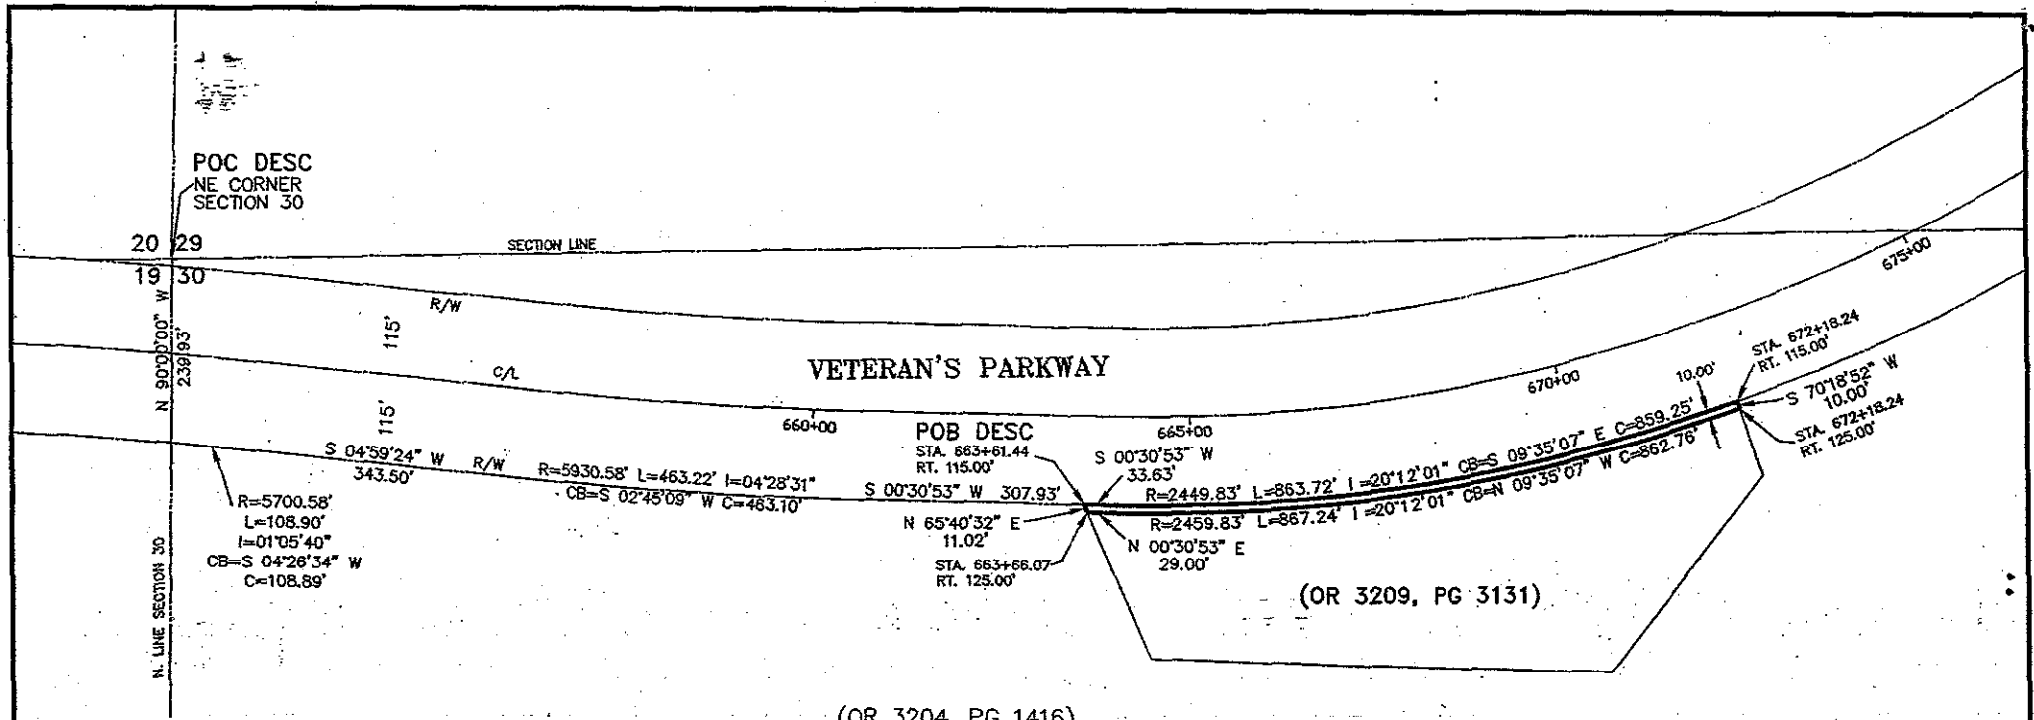 POC DESC
NE CORNER
SECTION 30
20 29
19 30
SECTION LINE
N 90°00'00" W
239.93'
N. LINE SECTION 30
R/W
115'
C/L
115'
VETERAN'S PARKWAY
660+00
665+00
670+00
675+00
S 04°59'24" W
343.50'
R/W
R=5700.58'
L=108.90'
I=01°05'40"
CB=S 04°26'34" W
C=108.89'
R=5930.58' L=463.22' I=04°28'31"
CB=S 02°45'09" W C=463.10'
POB DESC
STA. 663+61.44
RT. 115.00'
S 00°30'53" W 307.93'
S 00°30'53" W
33.63'
N 65°40'32" E
11.02'
STA. 663+66.07
RT. 125.00'
N 00°30'53" E
29.00'
R=2449.83' L=863.72' I=20°12'01" CB=S 09°35'07" E C=859.25'
R=2459.83' L=867.24' I=20°12'01" CB=N 09°35'07" W C=862.76'
10.00'
STA. 672+18.24
RT. 115.00'
S 70°18'52" W
10.00'
STA. 672+18.24
RT. 125.00'
(OR 3209, PG 3131)
(OR 3204, PG 1416)